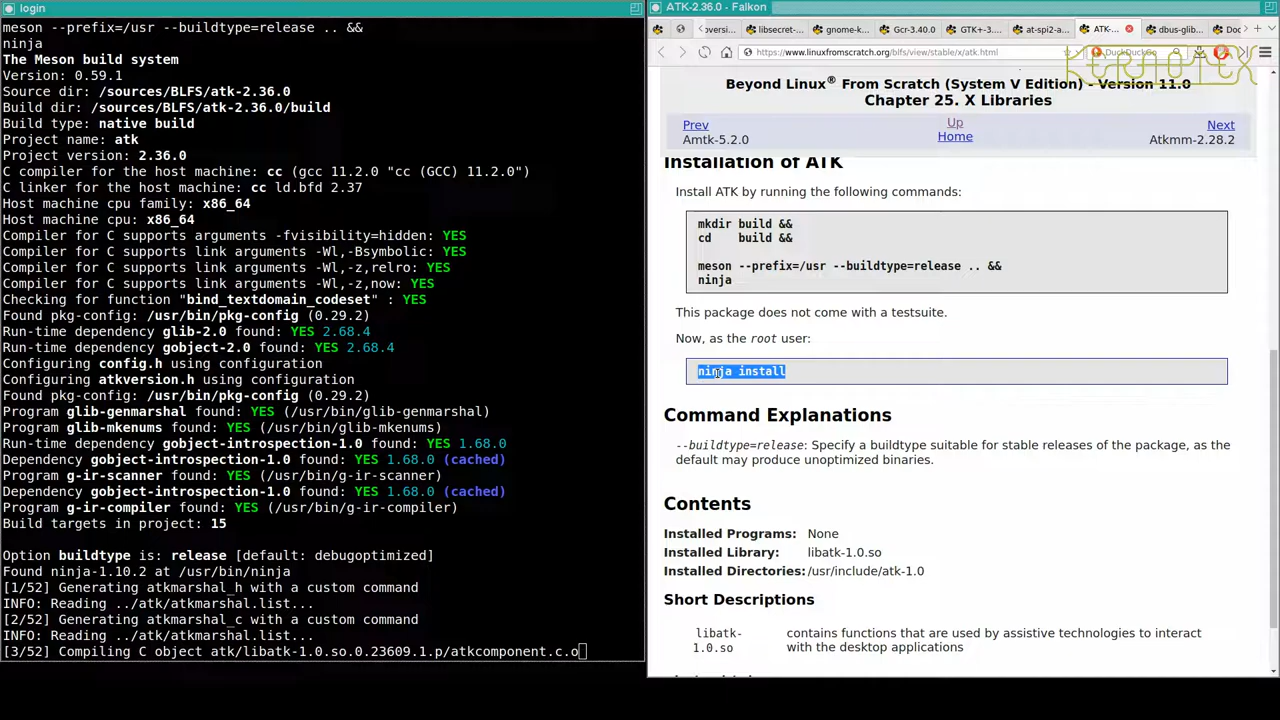 login
meson --prefix=/usr --buildtype=release .. &&
ninja
The Meson build system
Version: 0.59.1
Source dir: /sources/BLFS/atk-2.36.0
Build dir: /sources/BLFS/atk-2.36.0/build
Build type: native build
Project name: atk
Project version: 2.36.0
C compiler for the host machine: cc (gcc 11.2.0 "cc (GCC) 11.2.0")
C linker for the host machine: cc ld.bfd 2.37
Host machine cpu family: x86_64
Host machine cpu: x86_64
Compiler for C supports arguments -fvisibility=hidden: YES
Compiler for C supports link arguments -Wl,-Bsymbolic: YES
Compiler for C supports link arguments -Wl,-z,relro: YES
Compiler for C supports link arguments -Wl,-z,now: YES
Checking for function "bind_textdomain_codeset" : YES
Found pkg-config: /usr/bin/pkg-config (0.29.2)
Run-time dependency glib-2.0 found: YES 2.68.4
Run-time dependency gobject-2.0 found: YES 2.68.4
Configuring config.h using configuration
Configuring atkversion.h using configuration
Found pkg-config: /usr/bin/pkg-config (0.29.2)
Program glib-genmarshal found: YES (/usr/bin/glib-genmarshal)
Program glib-mkenums found: YES (/usr/bin/glib-mkenums)
Run-time dependency gobject-introspection-1.0 found: YES 1.68.0
Dependency gobject-introspection-1.0 found: YES 1.68.0 (cached)
Program g-ir-scanner found: YES (/usr/bin/g-ir-scanner)
Dependency gobject-introspection-1.0 found: YES 1.68.0 (cached)
Program g-ir-compiler found: YES (/usr/bin/g-ir-compiler)
Build targets in project: 15
Option buildtype is: release [default: debugoptimized]
Found ninja-1.10.2 at /usr/bin/ninja
[1/52] Generating atkmarshal_h with a custom command
INFO: Reading ../atk/atkmarshal.list...
[2/52] Generating atkmarshal_c with a custom command
INFO: Reading ../atk/atkmarshal.list...
[3/52] Compiling C object atk/libatk-1.0.so.0.23609.1.p/atkcomponent.c.o
ATK-2.36.0 - Falkon
oversi... libsecret-... gnome-k... Gcr-3.40.0 GTK+-3.... at-spi2-a... ATK-... dbus-glib... Doc
https://www.linuxfromscratch.org/blfs/view/stable/x/atk.html DuckDuckGo
Beyond Linux® From Scratch (System V Edition) - Version 11.0
Chapter 25. X Libraries
Prev Up Next
Amtk-5.2.0 Home Atkmm-2.28.2
Installation of ATK
Install ATK by running the following commands:
mkdir build &&
cd build &&
meson --prefix=/usr --buildtype=release .. &&
ninja
This package does not come with a testsuite.
Now, as the root user:
ninja install
Command Explanations
--buildtype=release: Specify a buildtype suitable for stable releases of the package, as the
default may produce unoptimized binaries.
Contents
Installed Programs: None
Installed Library: libatk-1.0.so
Installed Directories: /usr/include/atk-1.0
Short Descriptions
libatk- contains functions that are used by assistive technologies to interact
1.0.so with the desktop applications